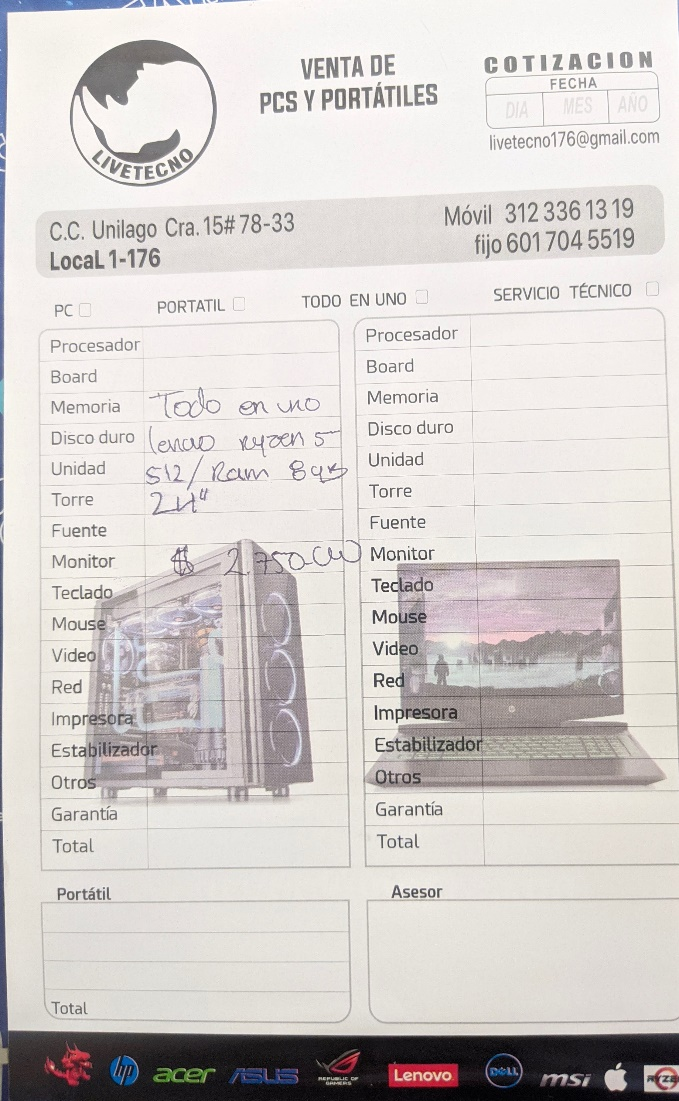 LIVETECNO
VENTA DE
PCS Y PORTÁTILES
COTIZACION
FECHA
DIA MES AÑO
livetecno176@gmail.com
C.C. Unilago Cra. 15# 78-33
LocaL 1-176
Móvil 312 336 13 19
fijo 601 704 5519
PC PORTATIL TODO EN UNO SERVICIO TÉCNICO
Procesador
Board
Memoria Todo en uno
Disco duro lenovo ryzen 5
Unidad 512/Ram 8gb
Torre 24"
Fuente
Monitor $ 2.750.000
Teclado
Mouse
Video
Red
Impresora
Estabilizador
Otros
Garantía
Total
Procesador
Board
Memoria
Disco duro
Unidad
Torre
Fuente
Monitor
Teclado
Mouse
Video
Red
Impresora
Estabilizador
Otros
Garantía
Total
Portátil
Total
Asesor
hp acer ASUS REPUBLIC OF GAMERS Lenovo DELL msi RYZE